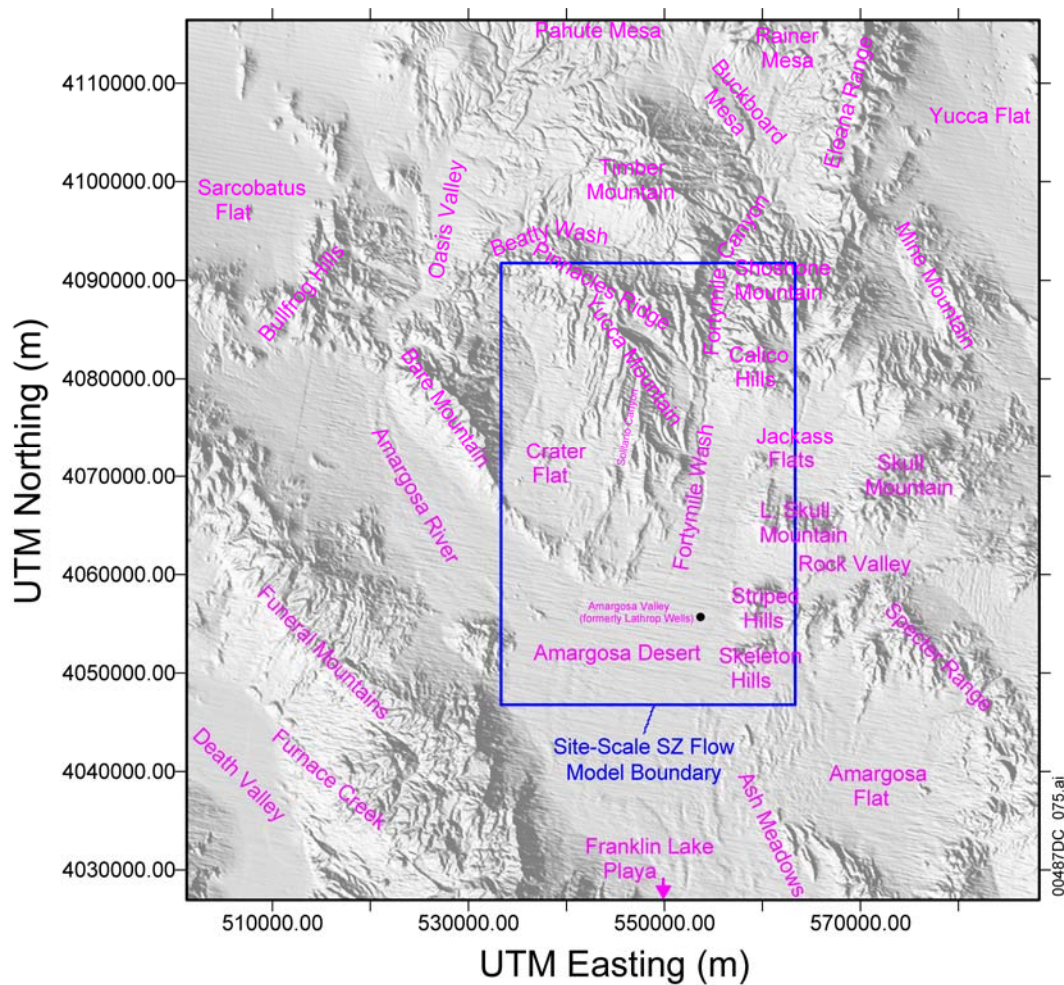 Pahute Mesa
Rainer
Mesa
Buckboard
Mesa
Eleana Range
Yucca Flat
4110000.00
4100000.00
4090000.00
4080000.00
4070000.00
4060000.00
4050000.00
4040000.00
4030000.00
UTM Northing (m)
Sarcobatus
Flat
Oasis Valley
Timber
Mountain
Beatty Wash
Pinnacles Ridge
Fortymile Canyon
Shoshone
Mountain
Mine Mountain
Bullfrog Hills
Yucca Mountain
Calico
Hills
Bare Mountain
Solitario Canyon
Crater
Flat
Jackass
Flats
Skull
Mountain
Amargosa River
Fortymile Wash
L. Skull
Mountain
Rock Valley
Funeral Mountains
Amargosa Valley
(formerly Lathrop Wells)
Striped
Hills
Specter Range
Amargosa Desert
Skeleton
Hills
Death Valley
Furnace Creek
Site-Scale SZ Flow
Model Boundary
Ash Meadows
Amargosa
Flat
Franklin Lake
Playa
00487DC_075.ai
510000.00
530000.00
550000.00
570000.00
UTM Easting (m)